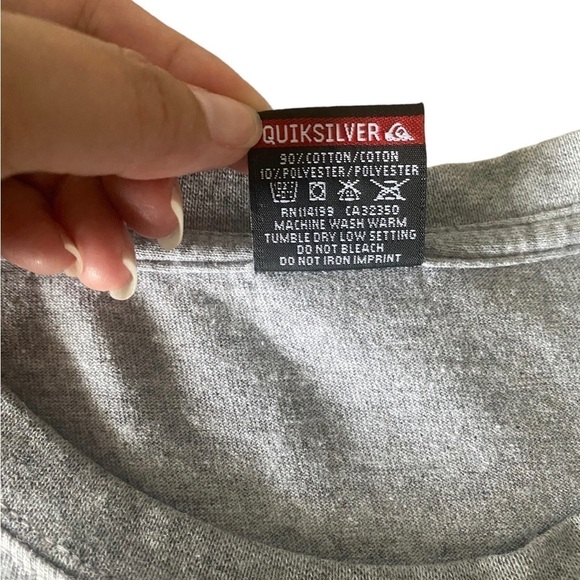 QUIKSILVER
90% COTTON/COTON
10% POLYESTER/POLYESTER
RN114199 CA32350
MACHINE WASH WARM
TUMBLE DRY LOW SETTING
DO NOT BLEACH
DO NOT IRON IMPRINT